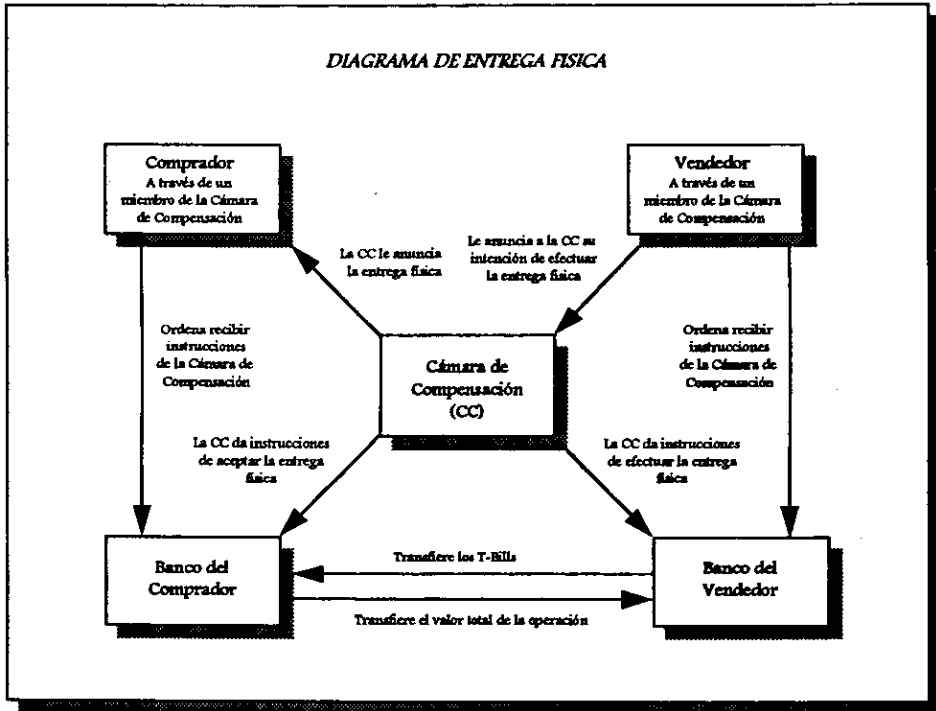 DIAGRAMA DE ENTREGA FISICA
Comprador
A través de un
miembro de la Cámara
de Compensación
Vendedor
A través de un
miembro de la Cámara
de Compensación
La CC le anuncia
la entrega física
Le anuncia a la CC su
intención de efectuar
la entrega física
Ordena recibir
instrucciones
de la Cámara de
Compensación
Cámara de
Compensación
(CC)
Ordena recibir
instrucciones
de la Cámara de
Compensación
La CC da instrucciones
de aceptar la entrega
física
La CC da instrucciones
de efectuar la entrega
física
Banco del
Comprador
Transfiere los T-Bills
Banco del
Vendedor
Transfiere el valor total de la operación